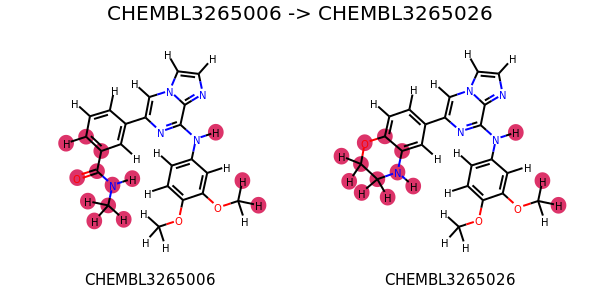 CHEMBL3265006 -> CHEMBL3265026
H H H H H H N N N N N H H H H H O N H H H H H O O H H H H H H
H H H H H H N N N N N H O H H H H H N H H H O O H H H H H H
CHEMBL3265006 CHEMBL3265026